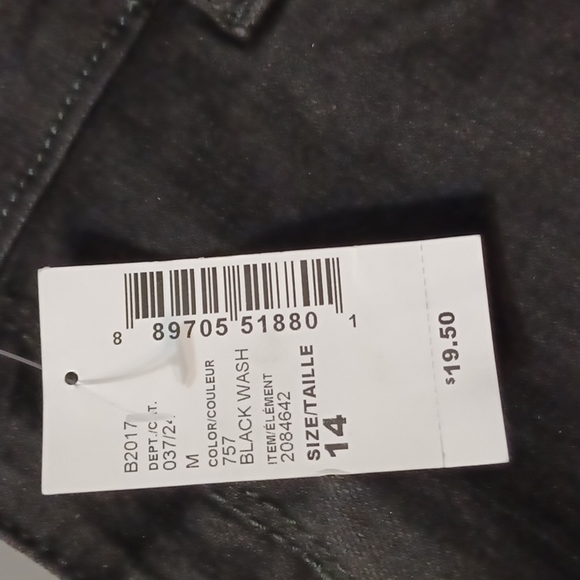 8 89705 51880 1
B2017
DEPT./C T.
037/24
M
COLOR/COULEUR
757
BLACK WASH
ITEM/ÉLÉMENT
2084642
SIZE/TAILLE
14
$19.50